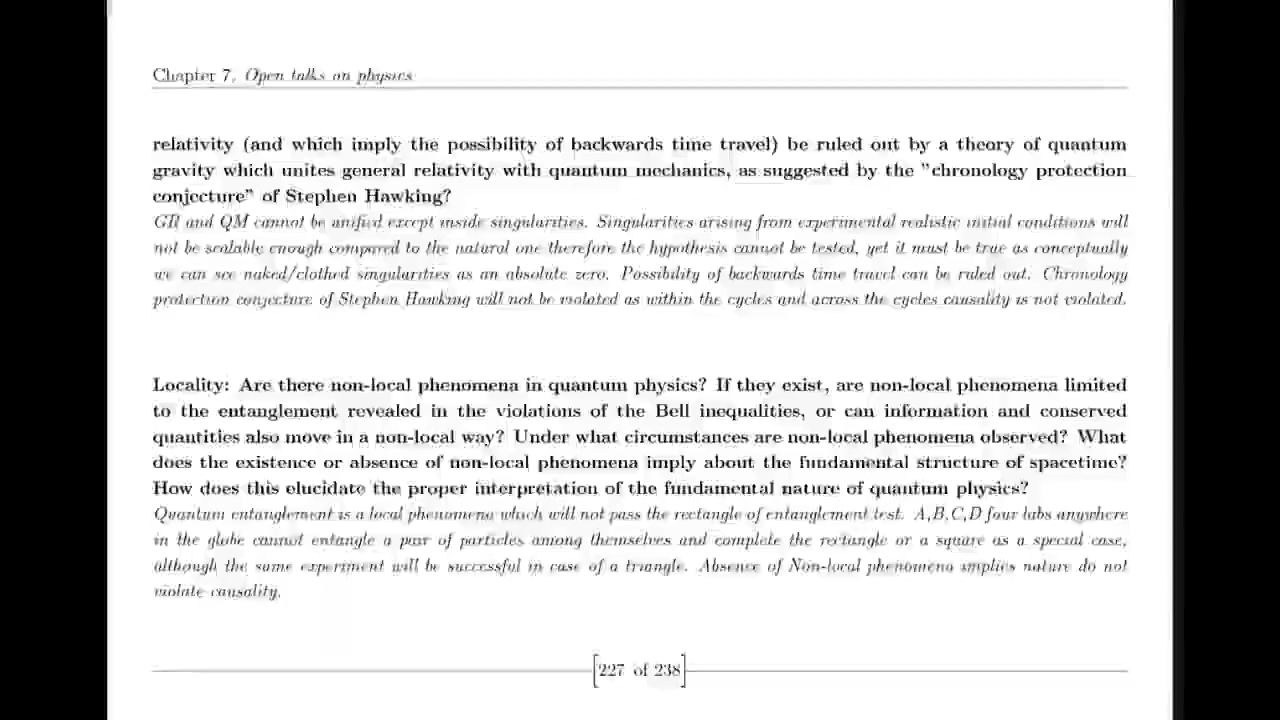 Chapter 7. Open talks on physics
relativity (and which imply the possibility of backwards time travel) be ruled out by a theory of quantum
gravity which unites general relativity with quantum mechanics, as suggested by the "chronology protection
conjecture" of Stephen Hawking?
GR and QM cannot be unified except inside singularities. Singularities arising from experimental realistic initial conditions will
not be scalable enough compared to the natural one therefore the hypothesis cannot be tested, yet it must be true as conceptually
we can see naked/clothed singularities as an absolute zero. Possibility of backwards time travel can be ruled out. Chronology
protection conjecture of Stephen Hawking will not be violated as within the cycles and across the cycles causality is not violated.
Locality: Are there non-local phenomena in quantum physics? If they exist, are non-local phenomena limited
to the entanglement revealed in the violations of the Bell inequalities, or can information and conserved
quantities also move in a non-local way? Under what circumstances are non-local phenomena observed? What
does the existence or absence of non-local phenomena imply about the fundamental structure of spacetime?
How does this elucidate the proper interpretation of the fundamental nature of quantum physics?
Quantum entanglement is a local phenomena which will not pass the rectangle of entanglement test. A,B,C,D four labs anywhere
in the globe cannot entangle a pair of particles among themselves and complete the rectangle or a square as a special case,
although the same experiment will be successful in case of a triangle. Absence of Non-local phenomena implies nature do not
violate causality.
227 of 238